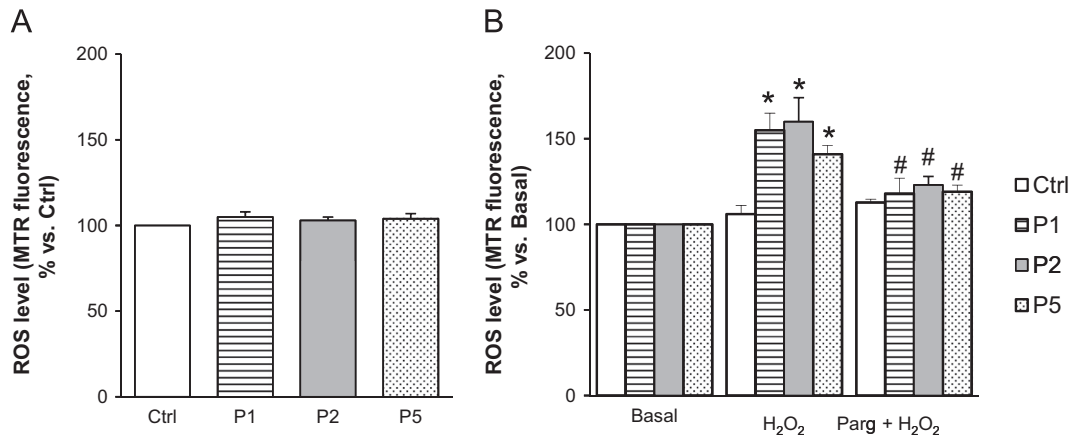 A
ROS level (MTR fluorescence,
% vs. Ctrl)
200
150
100
50
0
Ctrl P1 P2 P5
B
ROS level (MTR fluorescence,
% vs. Basal)
200
150
100
50
0
* * *
# # #
Basal H₂O₂ Parg + H₂O₂
Ctrl
P1
P2
P5